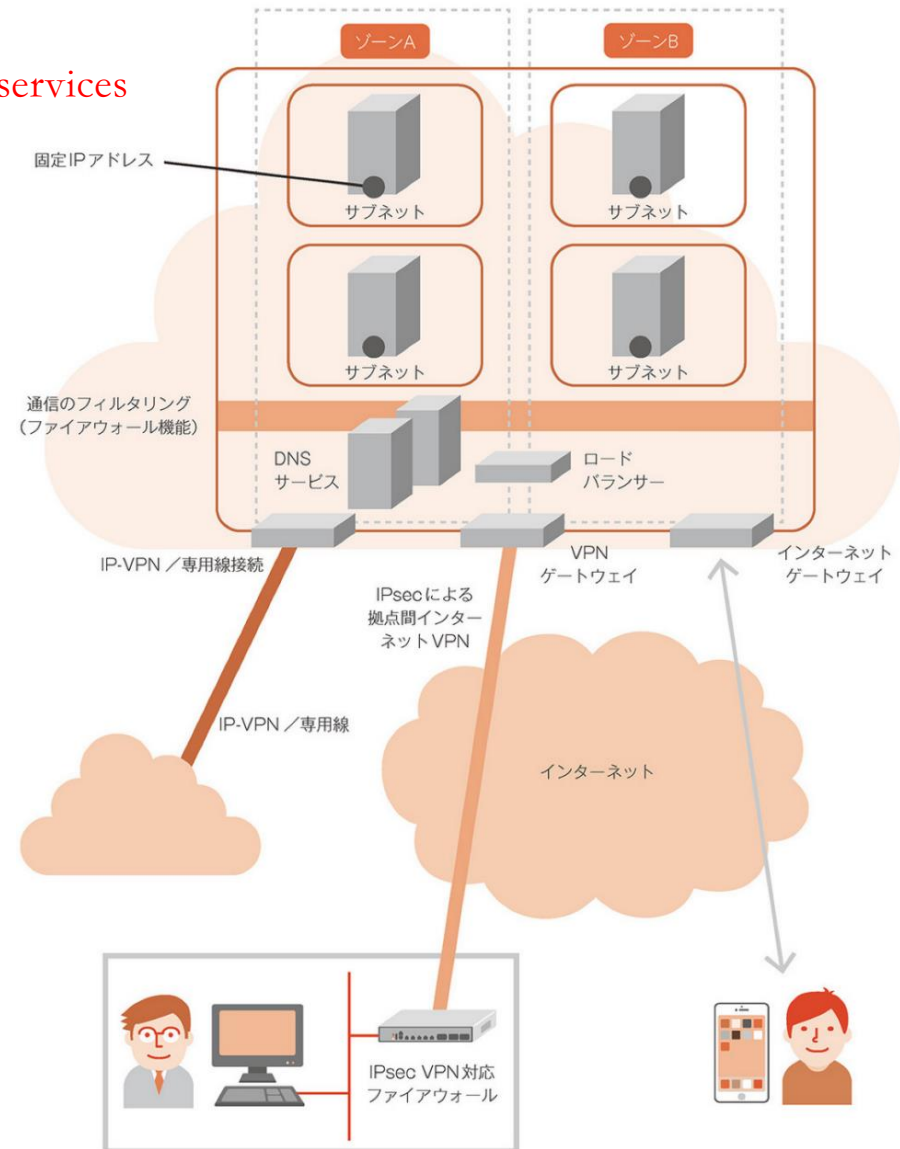 ゾーンA
ゾーンB
services
固定IPアドレス
サブネット
サブネット
サブネット
サブネット
通信のフィルタリング
（ファイアウォール機能）
DNS
サービス
ロード
バランサー
IP-VPN／専用線接続
VPN
ゲートウェイ
インターネット
ゲートウェイ
IPsecによる
拠点間インター
ネットVPN
IP-VPN／専用線
インターネット
IPsec VPN対応
ファイアウォール